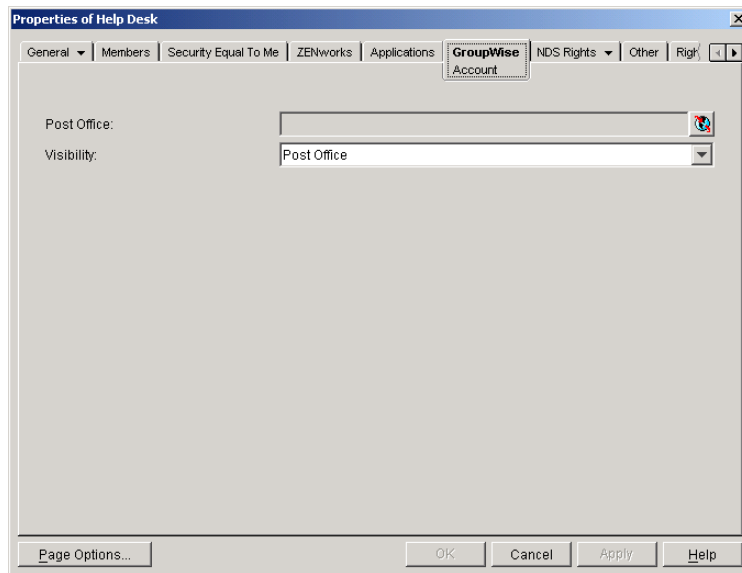 Properties of Help Desk
General Members Security Equal To Me ZENworks Applications GroupWise NDS Rights Other
Account
Post Office:
Visibility: Post Office
Page Options... OK Cancel Apply Help